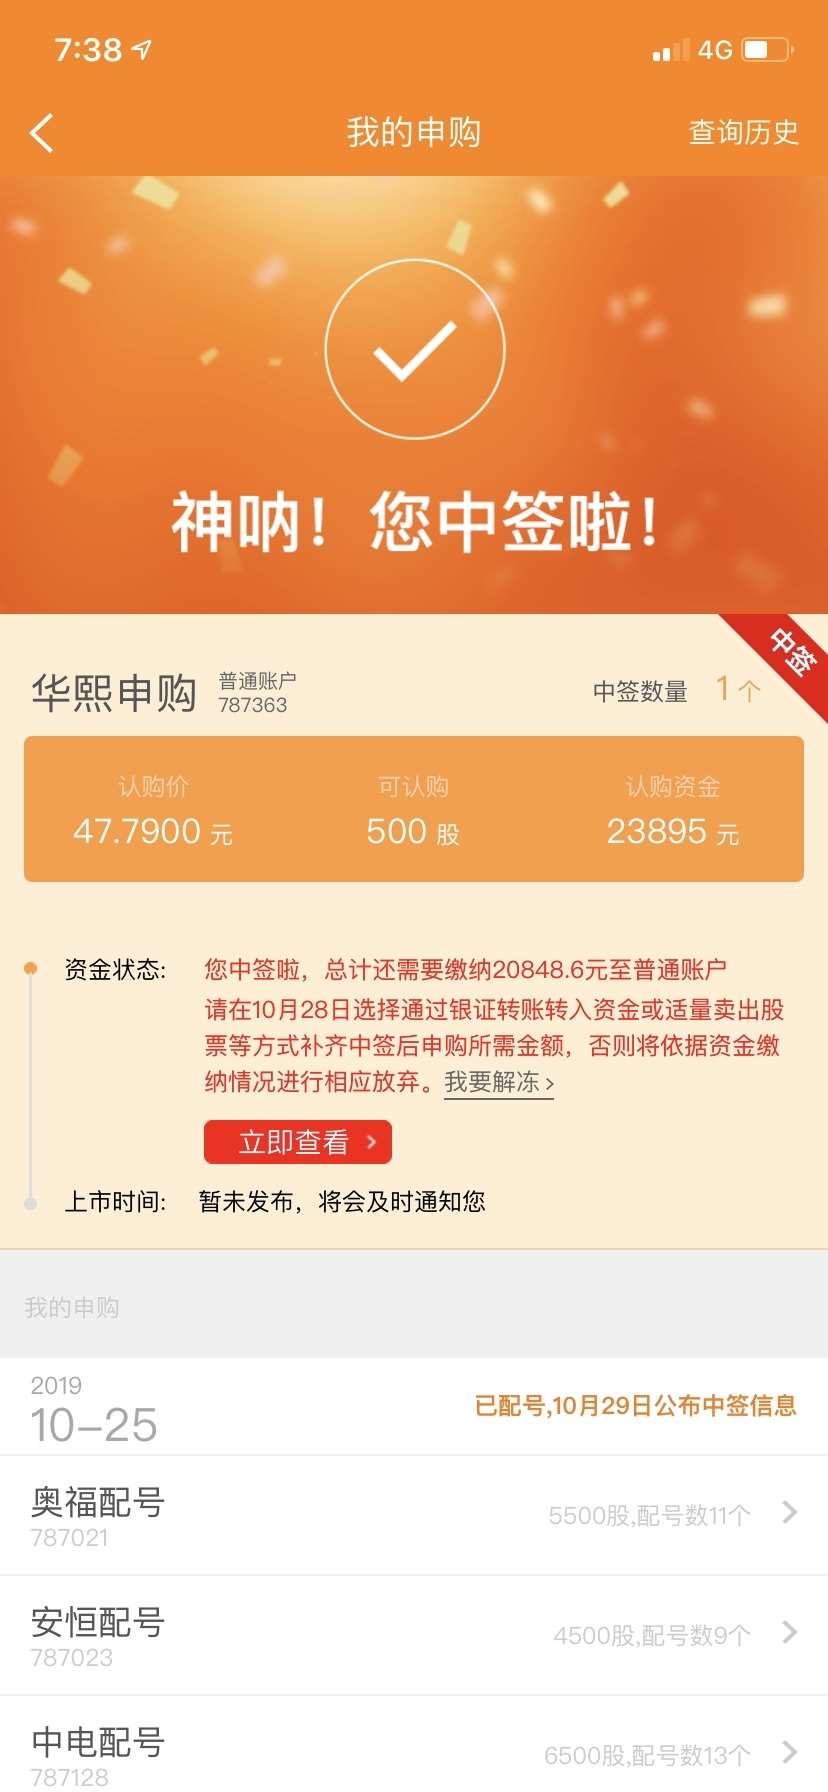 7:38
4G
我的申购
查询历史
神呐！您中签啦！
中签
华熙申购
普通账户
787363
中签数量 1个
认购价
可认购
认购资金
47.7900 元
500 股
23895 元
资金状态:
您中签啦，总计还需要缴纳20848.6元至普通账户
请在10月28日选择通过银证转账转入资金或适量卖出股
票等方式补齐中签后申购所需金额，否则将依据资金缴
纳情况进行相应放弃。我要解冻>
立即查看 >
上市时间: 暂未发布，将会及时通知您
我的申购
2019
10-25
已配号,10月29日公布中签信息
奥福配号
787021
5500股,配号数11个
安恒配号
787023
4500股,配号数9个
中电配号
787128
6500股,配号数13个